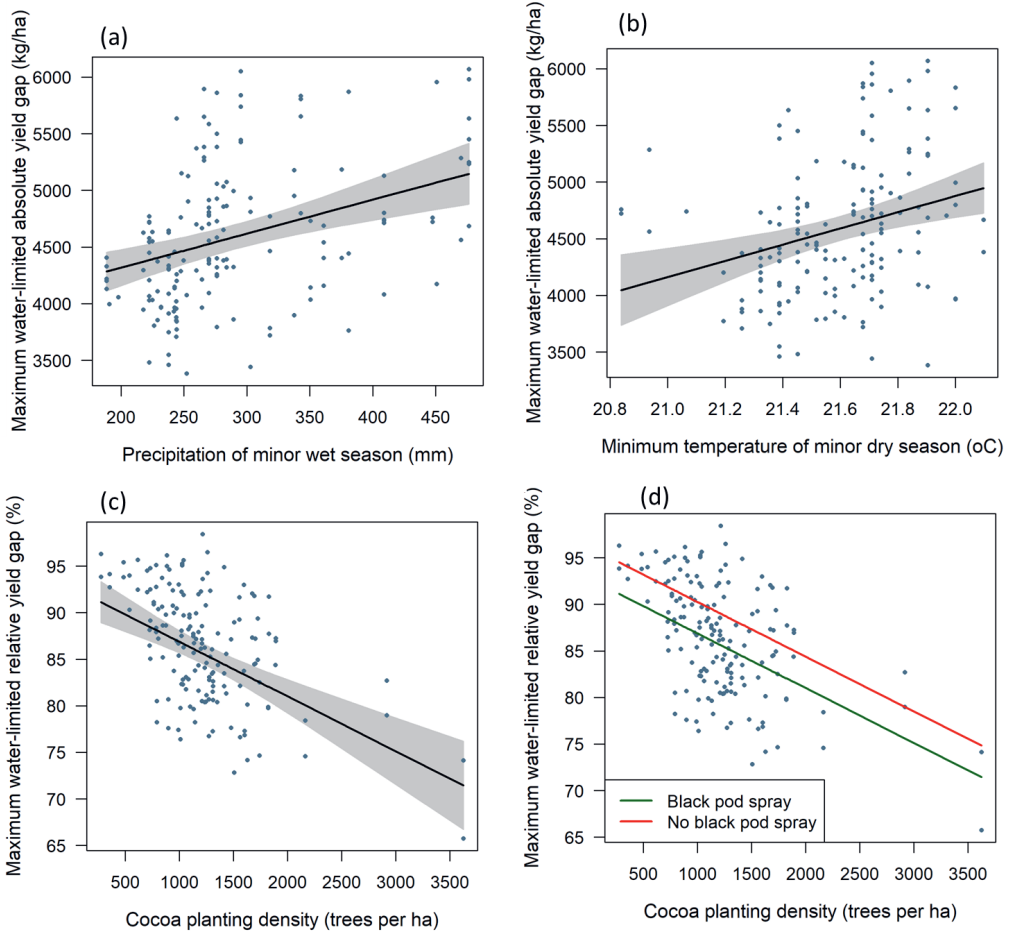 (a)
Maximum water-limited absolute yield gap (kg/ha)
6000
5500
5000
4500
4000
3500
200 250 300 350 400 450
Precipitation of minor wet season (mm)
(b)
Maximum water-limited absolute yield gap (kg/ha)
6000
5500
5000
4500
4000
3500
20.8 21.0 21.2 21.4 21.6 21.8 22.0
Minimum temperature of minor dry season (oC)
(c)
Maximum water-limited relative yield gap (%)
95
90
85
80
75
70
65
500 1000 1500 2000 2500 3000 3500
Cocoa planting density (trees per ha)
(d)
Maximum water-limited relative yield gap (%)
95
90
85
80
75
70
65
Black pod spray
No black pod spray
500 1000 1500 2000 2500 3000 3500
Cocoa planting density (trees per ha)